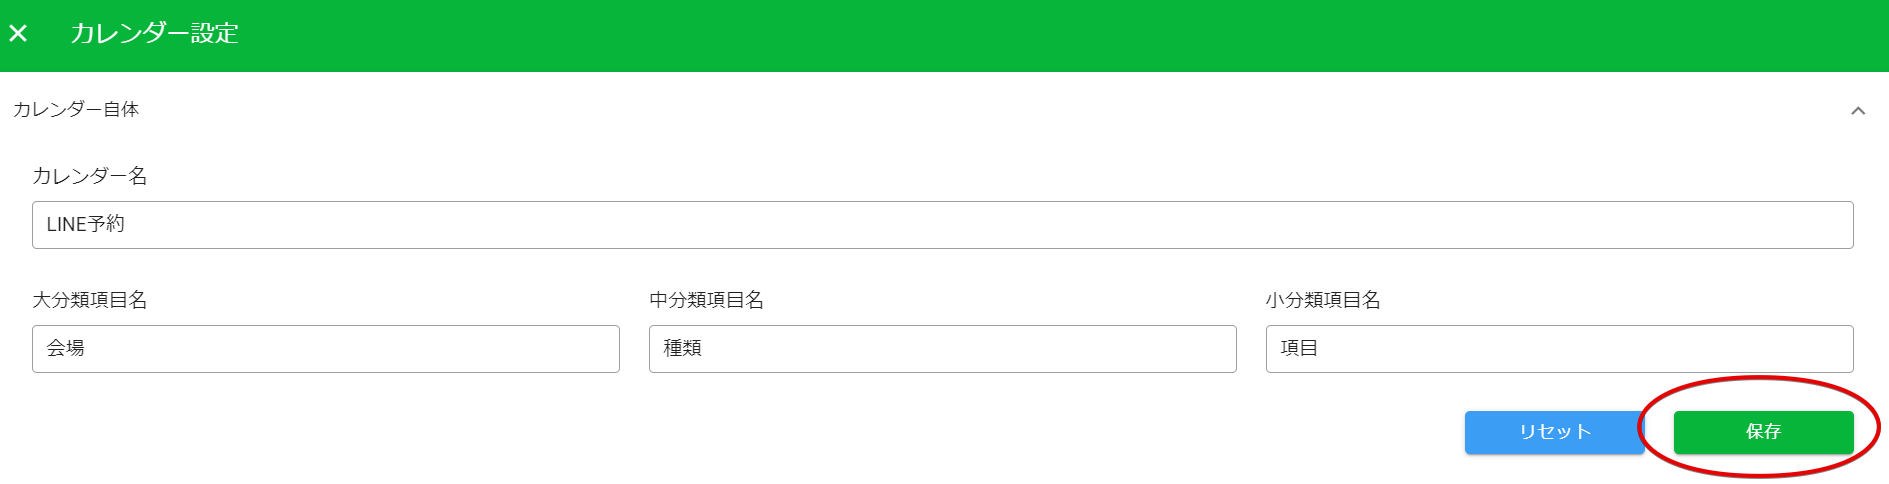 カレンダー設定
カレンダー自体
カレンダー名
LINE予約
大分類項目名 中分類項目名 小分類項目名
会場 種類 項目
リセット 保存